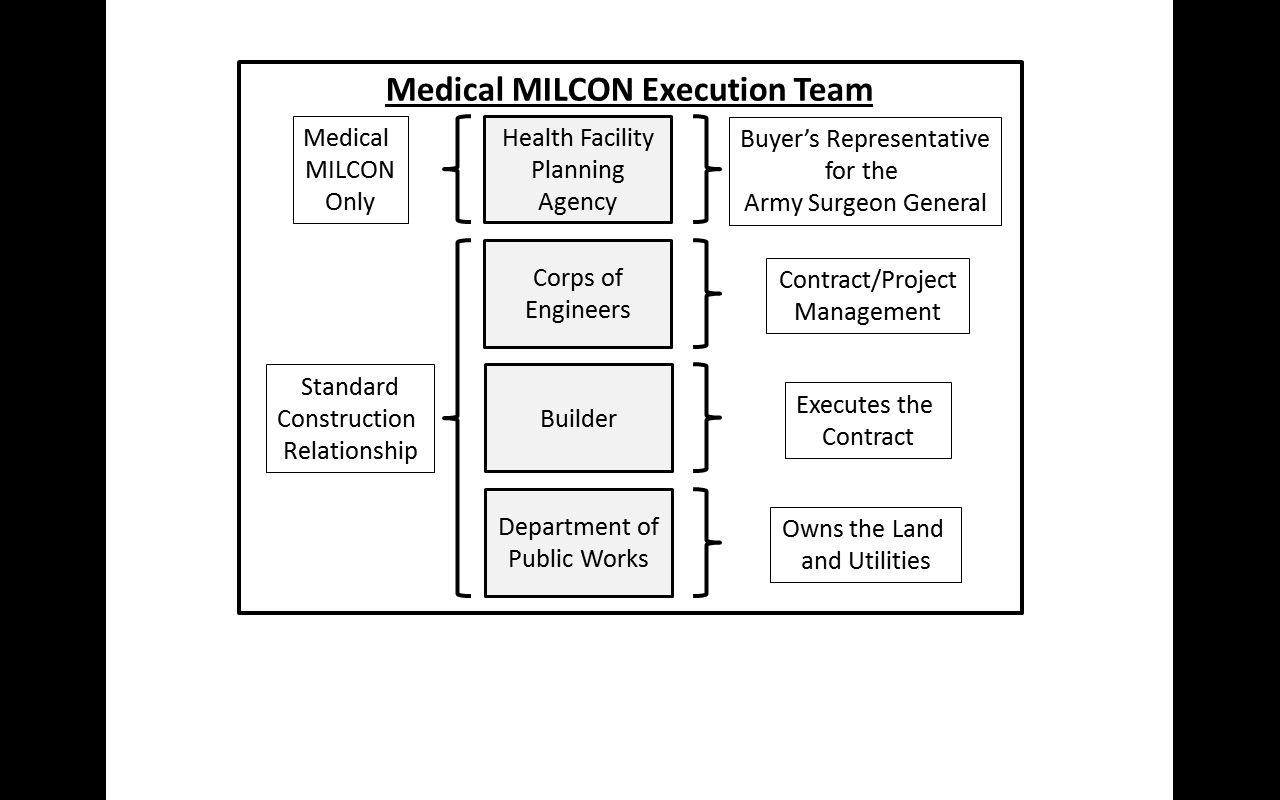 Medical MILCON Execution Team
Medical
MILCON
Only
Health Facility
Planning
Agency
Buyer's Representative
for the
Army Surgeon General
Corps of
Engineers
Contract/Project
Management
Standard
Construction
Relationship
Builder
Executes the
Contract
Department of
Public Works
Owns the Land
and Utilities